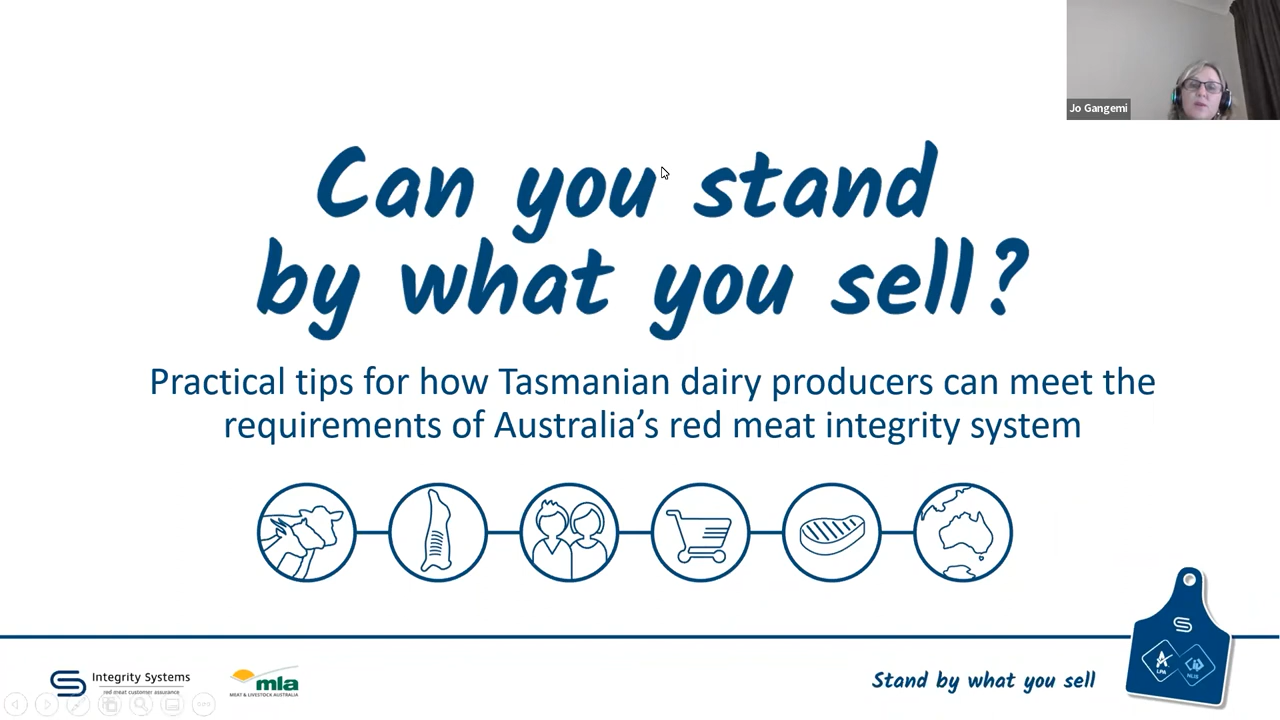 Jo Gangemi
Can you stand
by what you sell?
Practical tips for how Tasmanian dairy producers can meet the
requirements of Australia's red meat integrity system
Integrity Systems
red meat customer assurance
mla
MEAT & LIVESTOCK AUSTRALIA
Stand by what you sell
LPA
NLIS